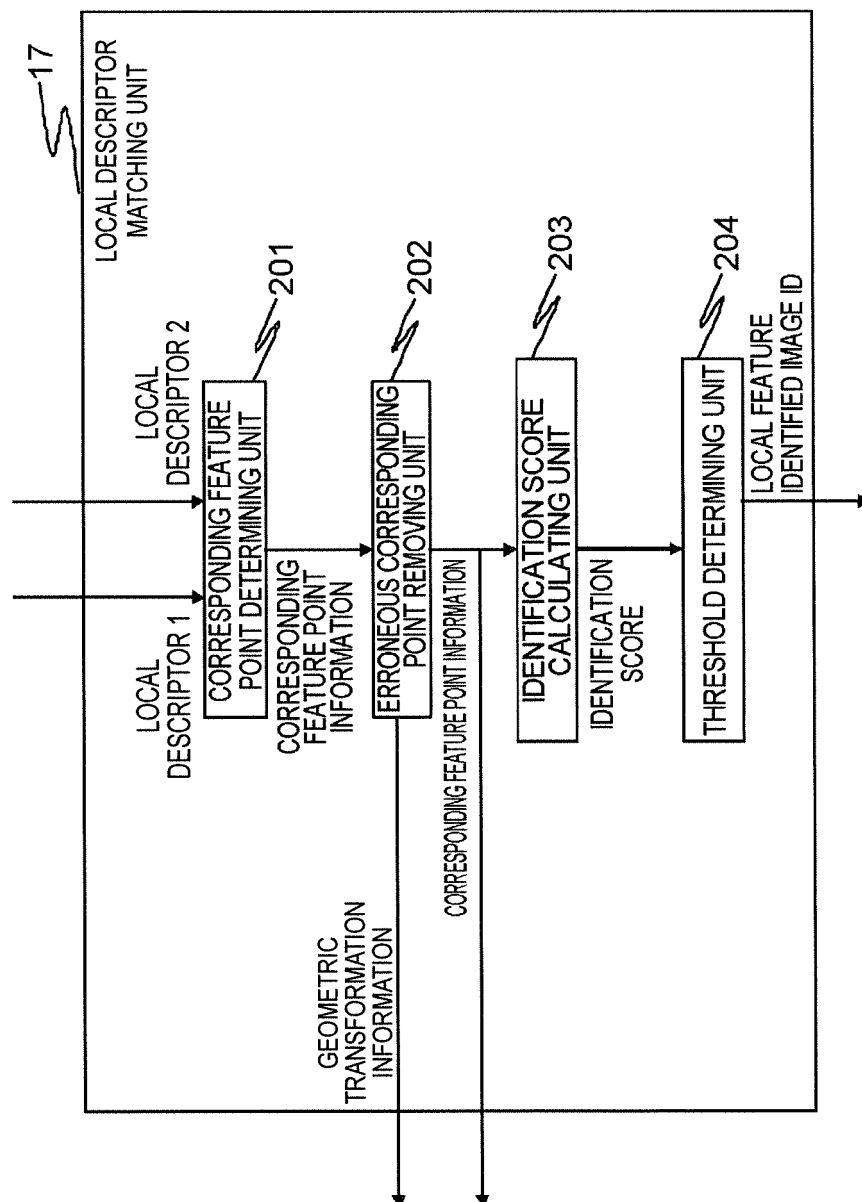 17
LOCAL DESCRIPTOR
MATCHING UNIT
LOCAL
DESCRIPTOR 1
LOCAL
DESCRIPTOR 2
CORRESPONDING FEATURE
POINT DETERMINING UNIT
201
CORRESPONDING
FEATURE POINT
INFORMATION
ERRONEOUS CORRESPONDING
POINT REMOVING UNIT
202
GEOMETRIC
TRANSFORMATION
INFORMATION
CORRESPONDING FEATURE POINT INFORMATION
IDENTIFICATION SCORE
CALCULATING UNIT
203
IDENTIFICATION
SCORE
THRESHOLD DETERMINING UNIT
204
LOCAL FEATURE
IDENTIFIED IMAGE ID